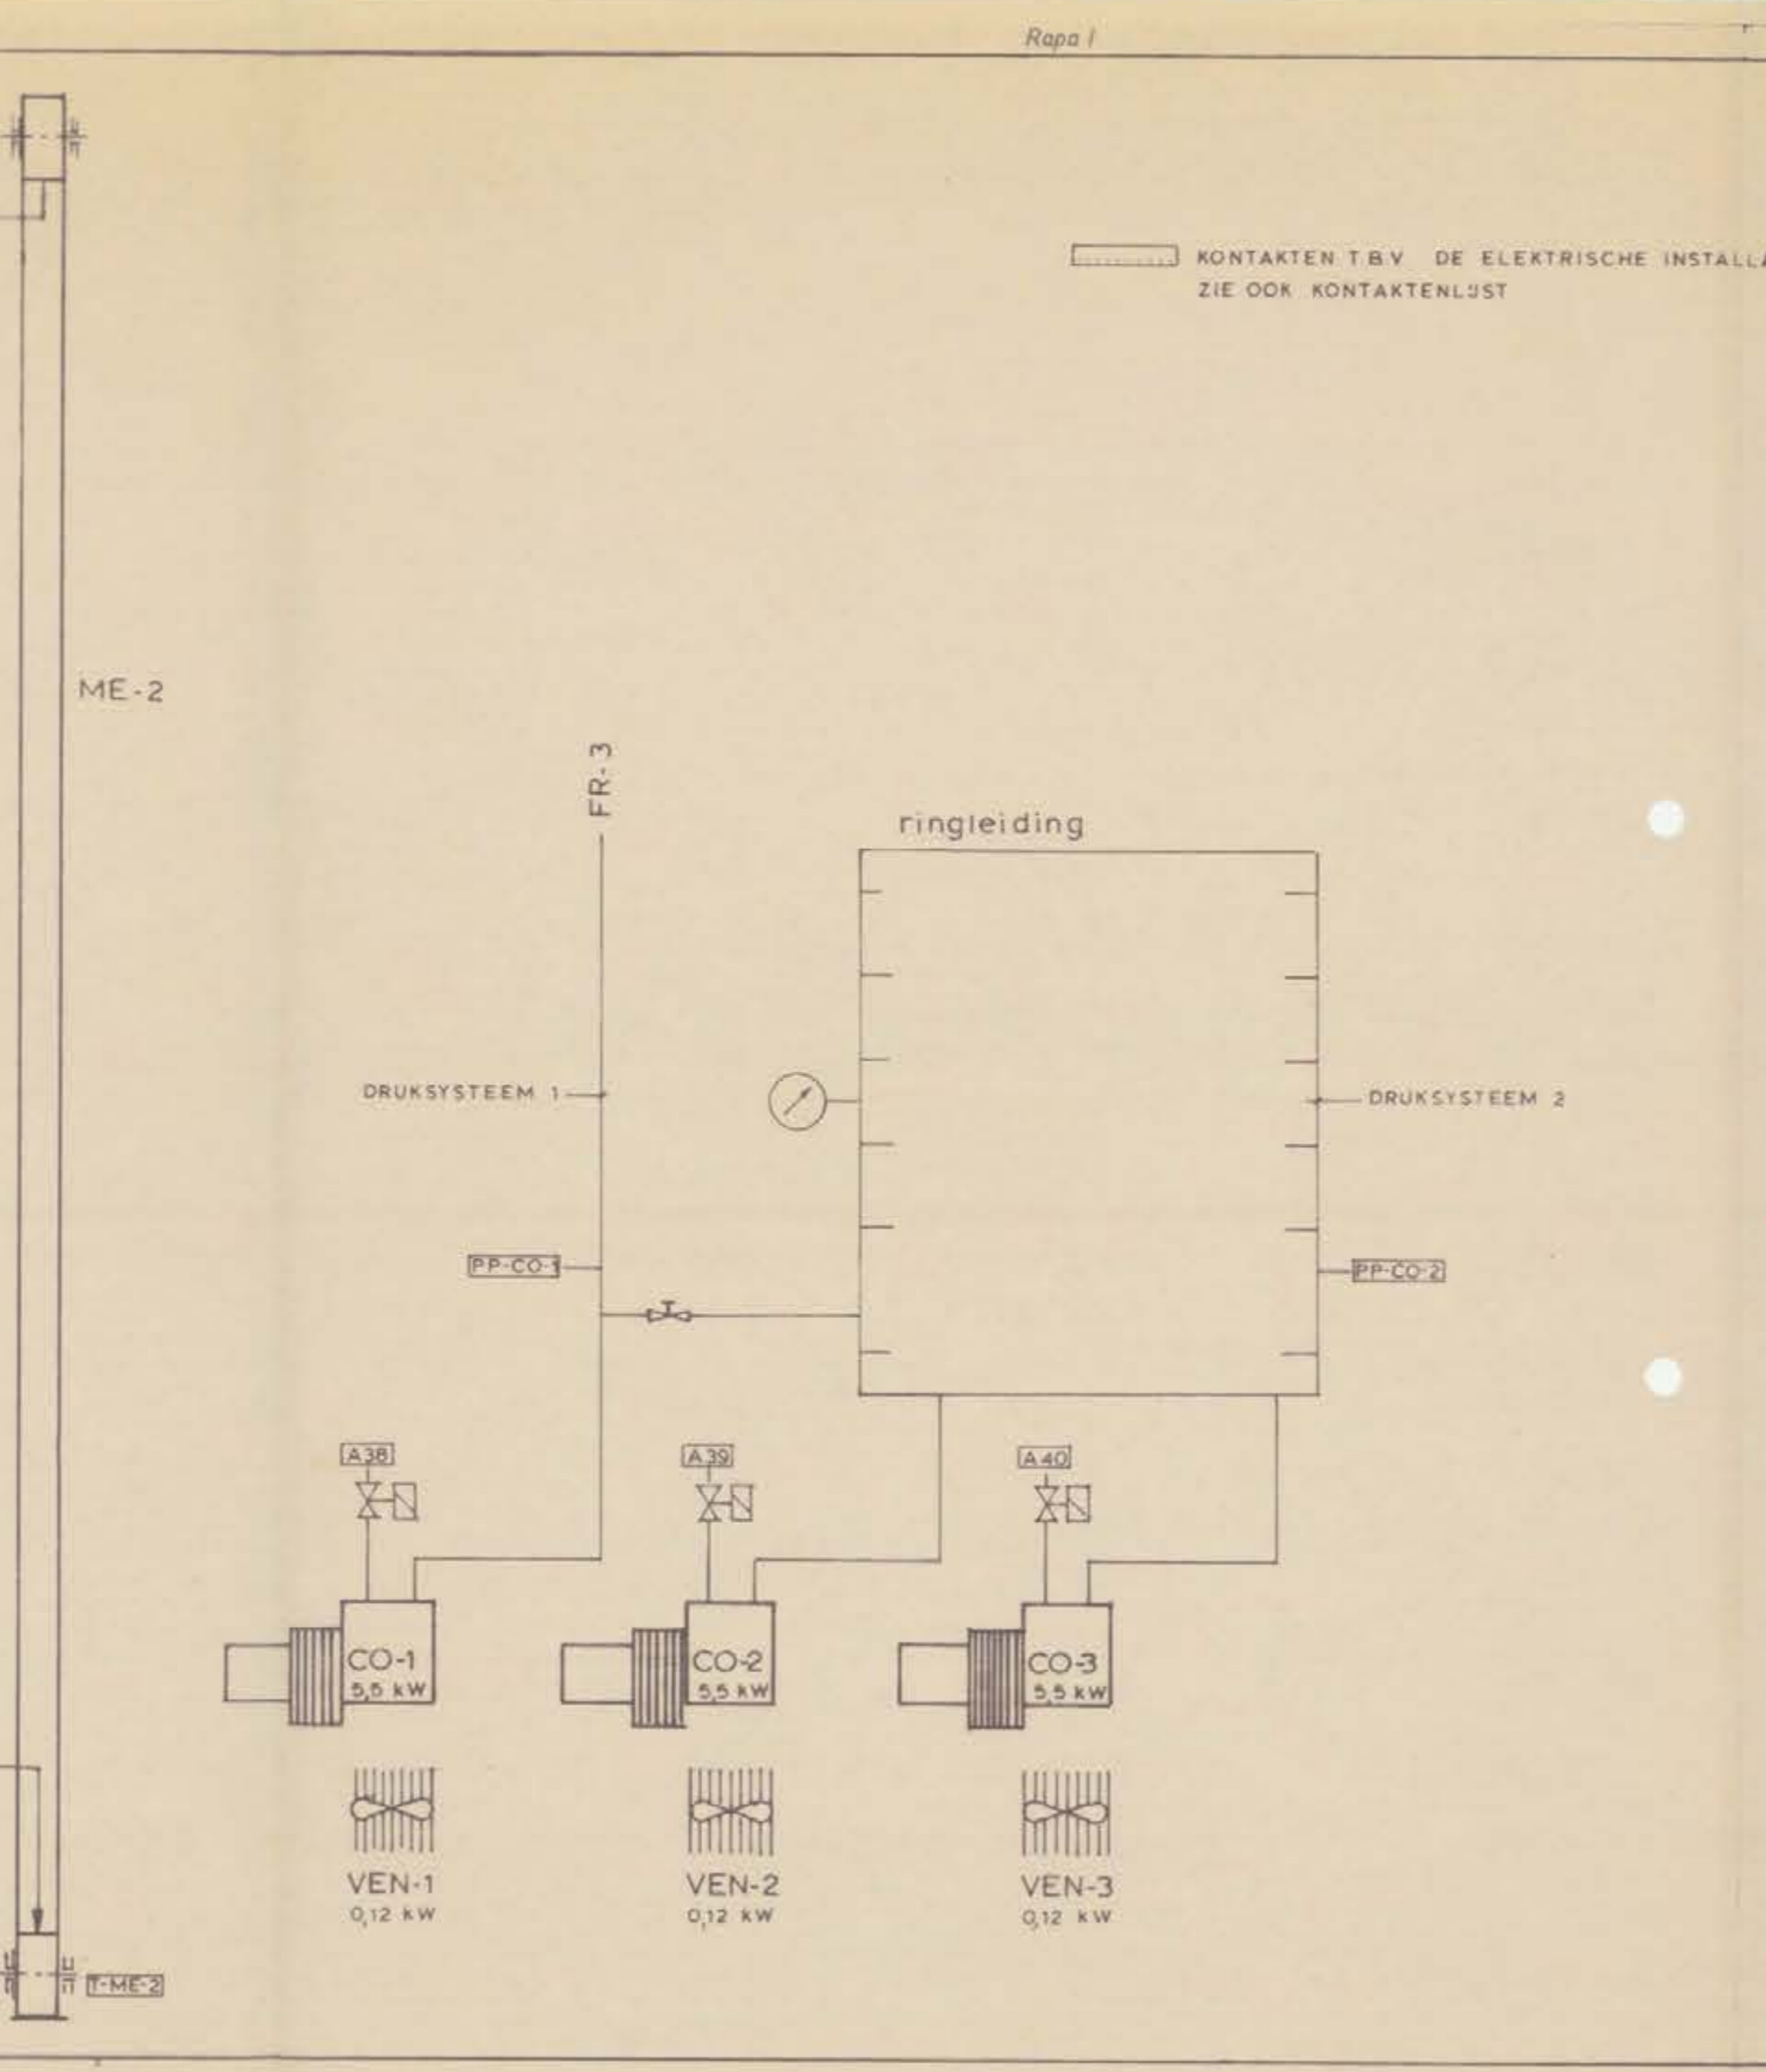 Rapa 1
KONTAKTEN T.B.V DE ELEKTRISCHE
ZIE OOK KONTAKTENLIJST
ME-2
FR-3
ringleiding
DRUKSYSTEEM 1
DRUKSYSTEEM 2
PP-CO-1
PP-CO-2
A38
A39
A40
CO-1
5,5 kW
CO-2
5,5 kW
CO-3
5,5 kW
VEN-1
0,12 kW
VEN-2
0,12 kW
VEN-3
0,12 kW
T-ME-2